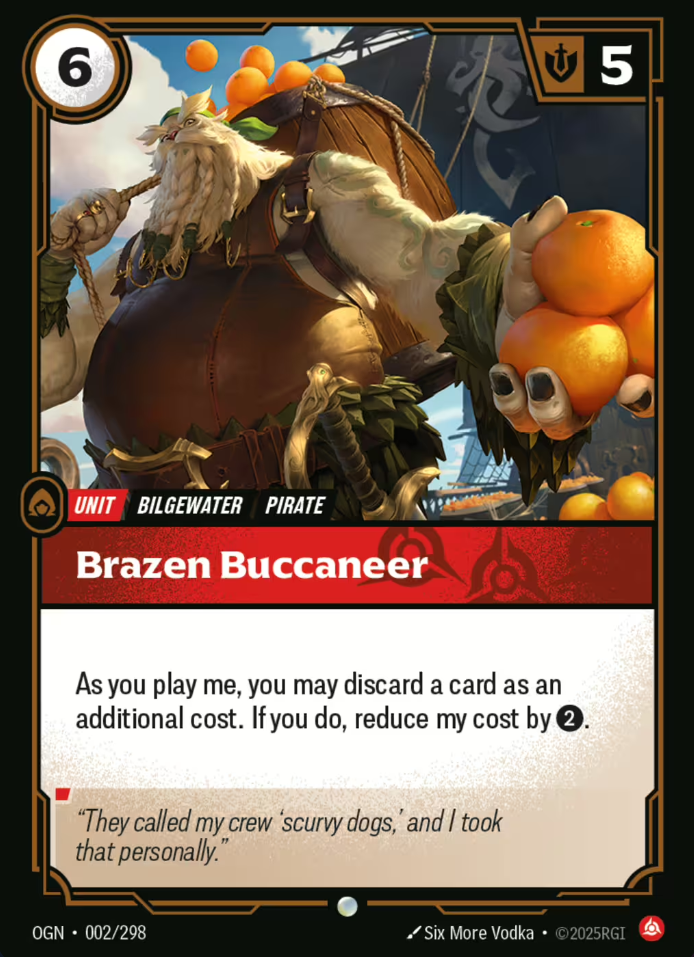 6
5
UNIT BILGEWATER PIRATE
Brazen Buccaneer
As you play me, you may discard a card as an
additional cost. If you do, reduce my cost by 2.
“They called my crew ‘scurvy dogs,’ and I took
that personally.”
OGN • 002/298 Six More Vodka • ©2025RGI